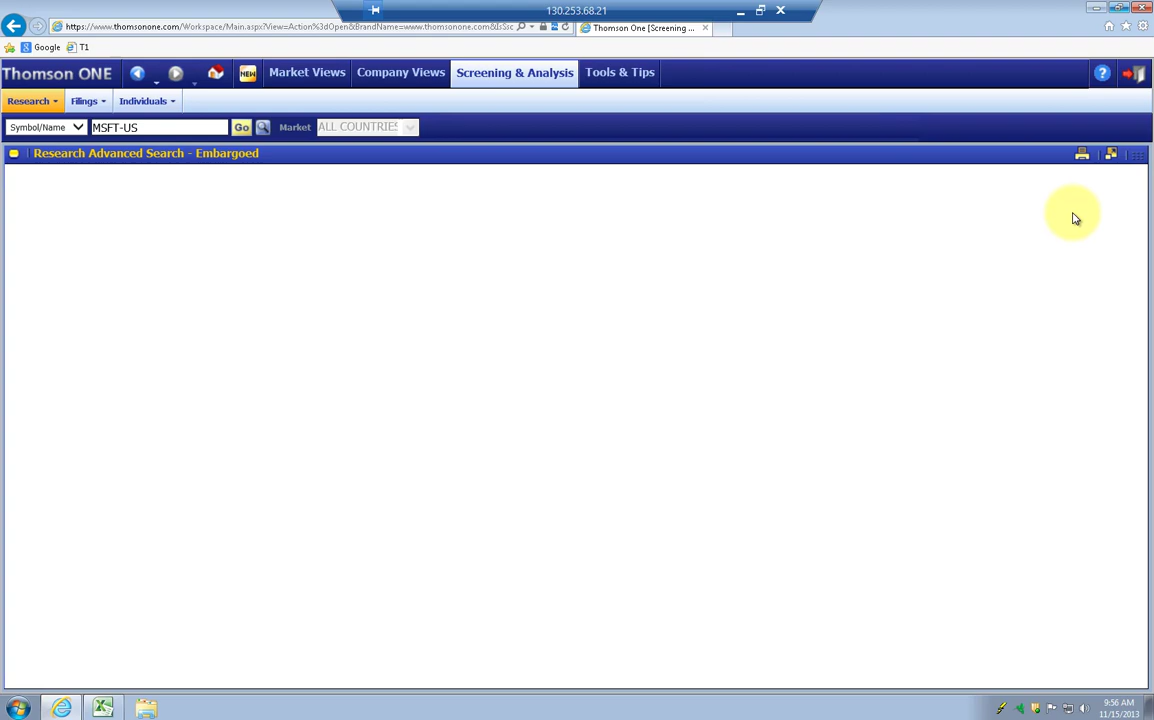 130.253.68.21
https://www.thomsonone.com/Workspace/Main.aspx?View=Action%3dOpen&BrandName=www.thomsonone.com&IsSsc
Thomson One [Screening ...
Google T1
Thomson ONE NEW Market Views Company Views Screening & Analysis Tools & Tips ?
Research Filings Individuals
Symbol/Name MSFT-US Go Market ALL COUNTRIES
Research Advanced Search - Embargoed
9:56 AM
11/15/2013